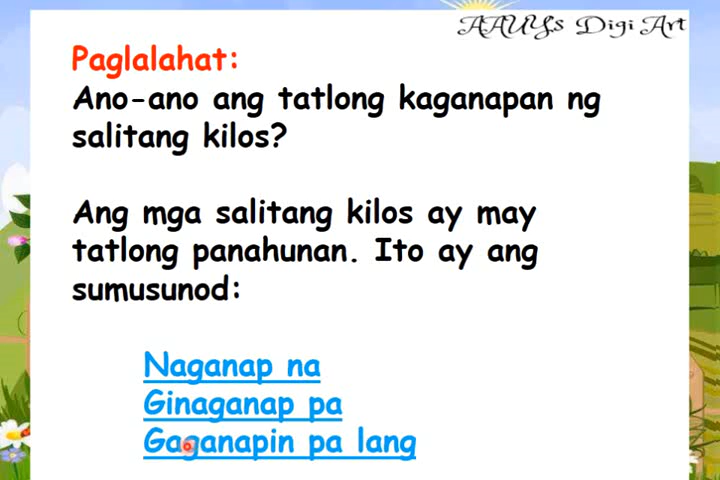 AAUY's Digi Art
Paglalahat:
Ano-ano ang tatlong kaganapan ng
salitang kilos?
Ang mga salitang kilos ay may
tatlong panahunan. Ito ay ang
sumusunod:
Naganap na
Ginaganap pa
Gaganapin pa lang